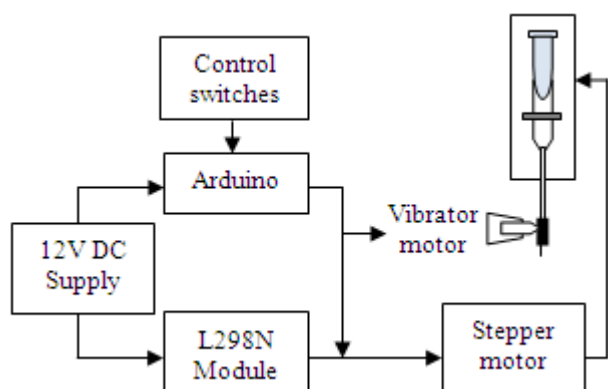 Control
switches
Arduino
Vibrator
motor
12V DC
Supply
L298N
Module
Stepper
motor